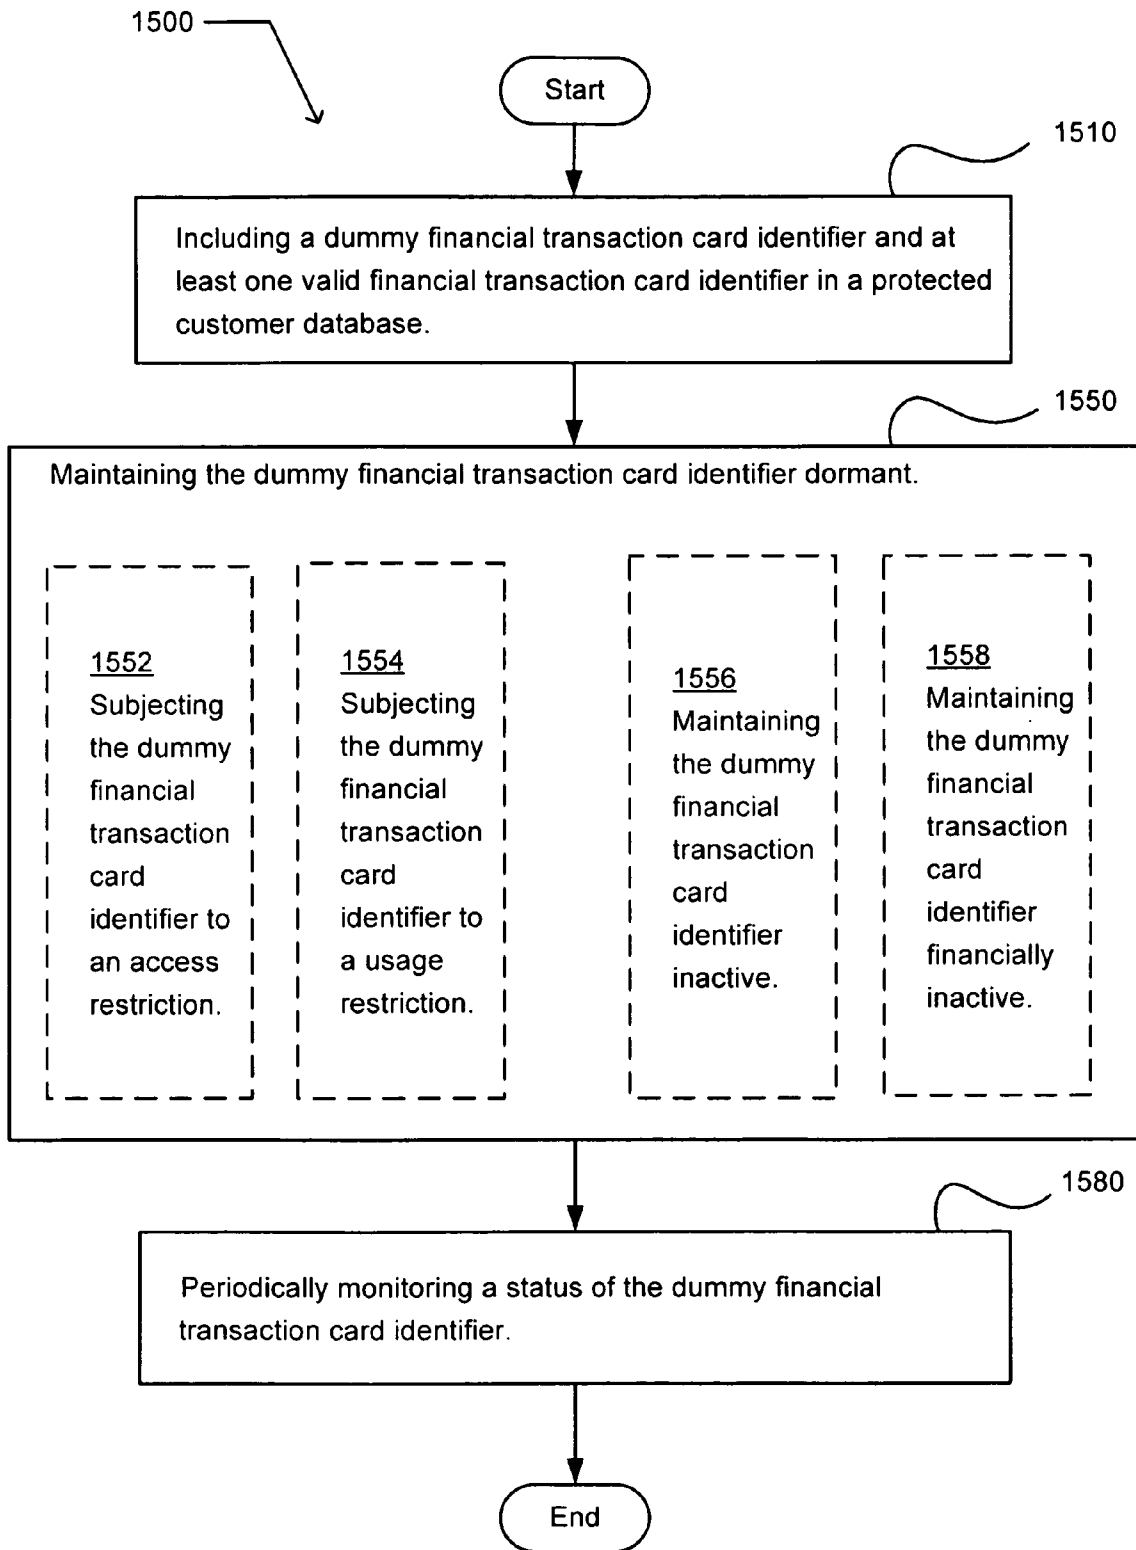 1500
Start
1510
Including a dummy financial transaction card identifier and at
least one valid financial transaction card identifier in a protected
customer database.
1550
Maintaining the dummy financial transaction card identifier dormant.
1552
Subjecting
the dummy
financial
transaction
card
identifier to
an access
restriction.
1554
Subjecting
the dummy
financial
transaction
card
identifier to
a usage
restriction.
1556
Maintaining
the dummy
financial
transaction
card
identifier
inactive.
1558
Maintaining
the dummy
financial
transaction
card
identifier
financially
inactive.
1580
Periodically monitoring a status of the dummy financial
transaction card identifier.
End